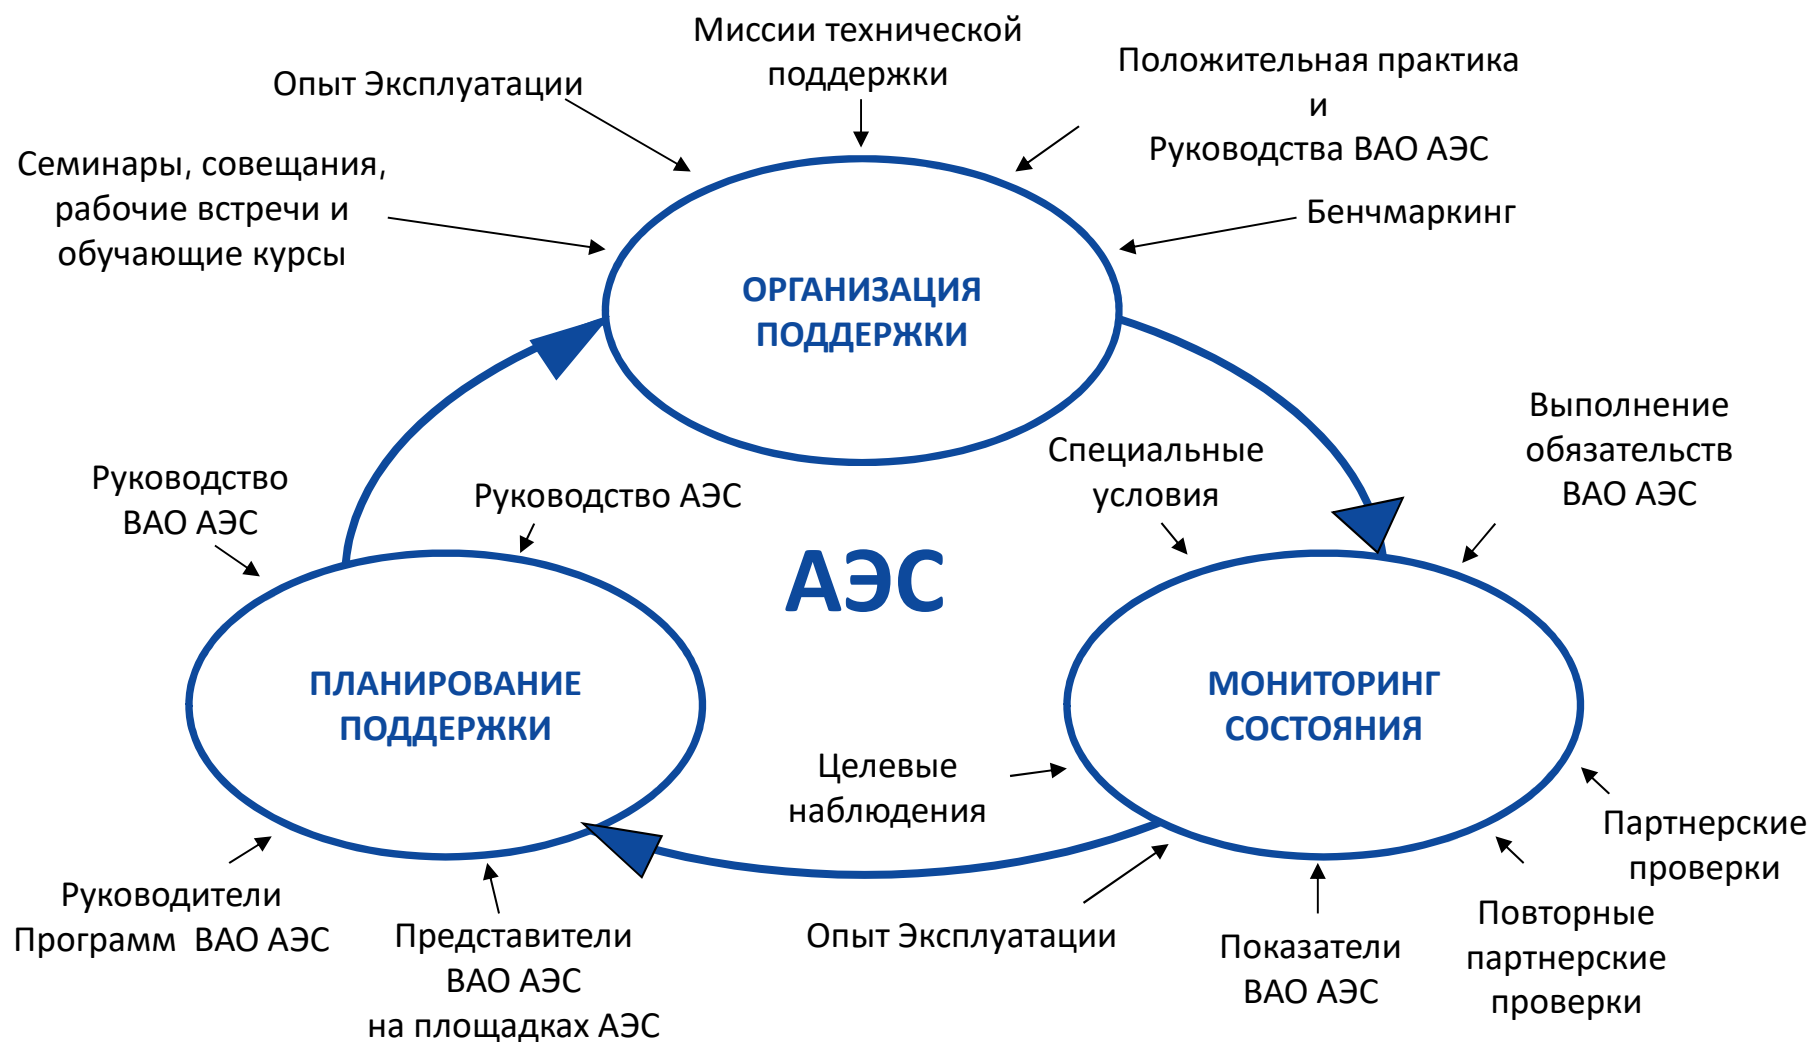 Миссии технической
поддержки
Опыт Эксплуатации
Положительная практика
и
Руководства ВАО АЭС
Семинары, совещания,
рабочие встречи и
обучающие курсы
Бенчмаркинг
ОРГАНИЗАЦИЯ
ПОДДЕРЖКИ
Выполнение
обязательств
ВАО АЭС
Специальные
условия
Руководство
ВАО АЭС
Руководство АЭС
АЭС
ПЛАНИРОВАНИЕ
ПОДДЕРЖКИ
МОНИТОРИНГ
СОСТОЯНИЯ
Целевые
наблюдения
Партнерские
проверки
Руководители
Программ ВАО АЭС
Представители
ВАО АЭС
на площадках АЭС
Опыт Эксплуатации
Показатели
ВАО АЭС
Повторные
партнерские
проверки